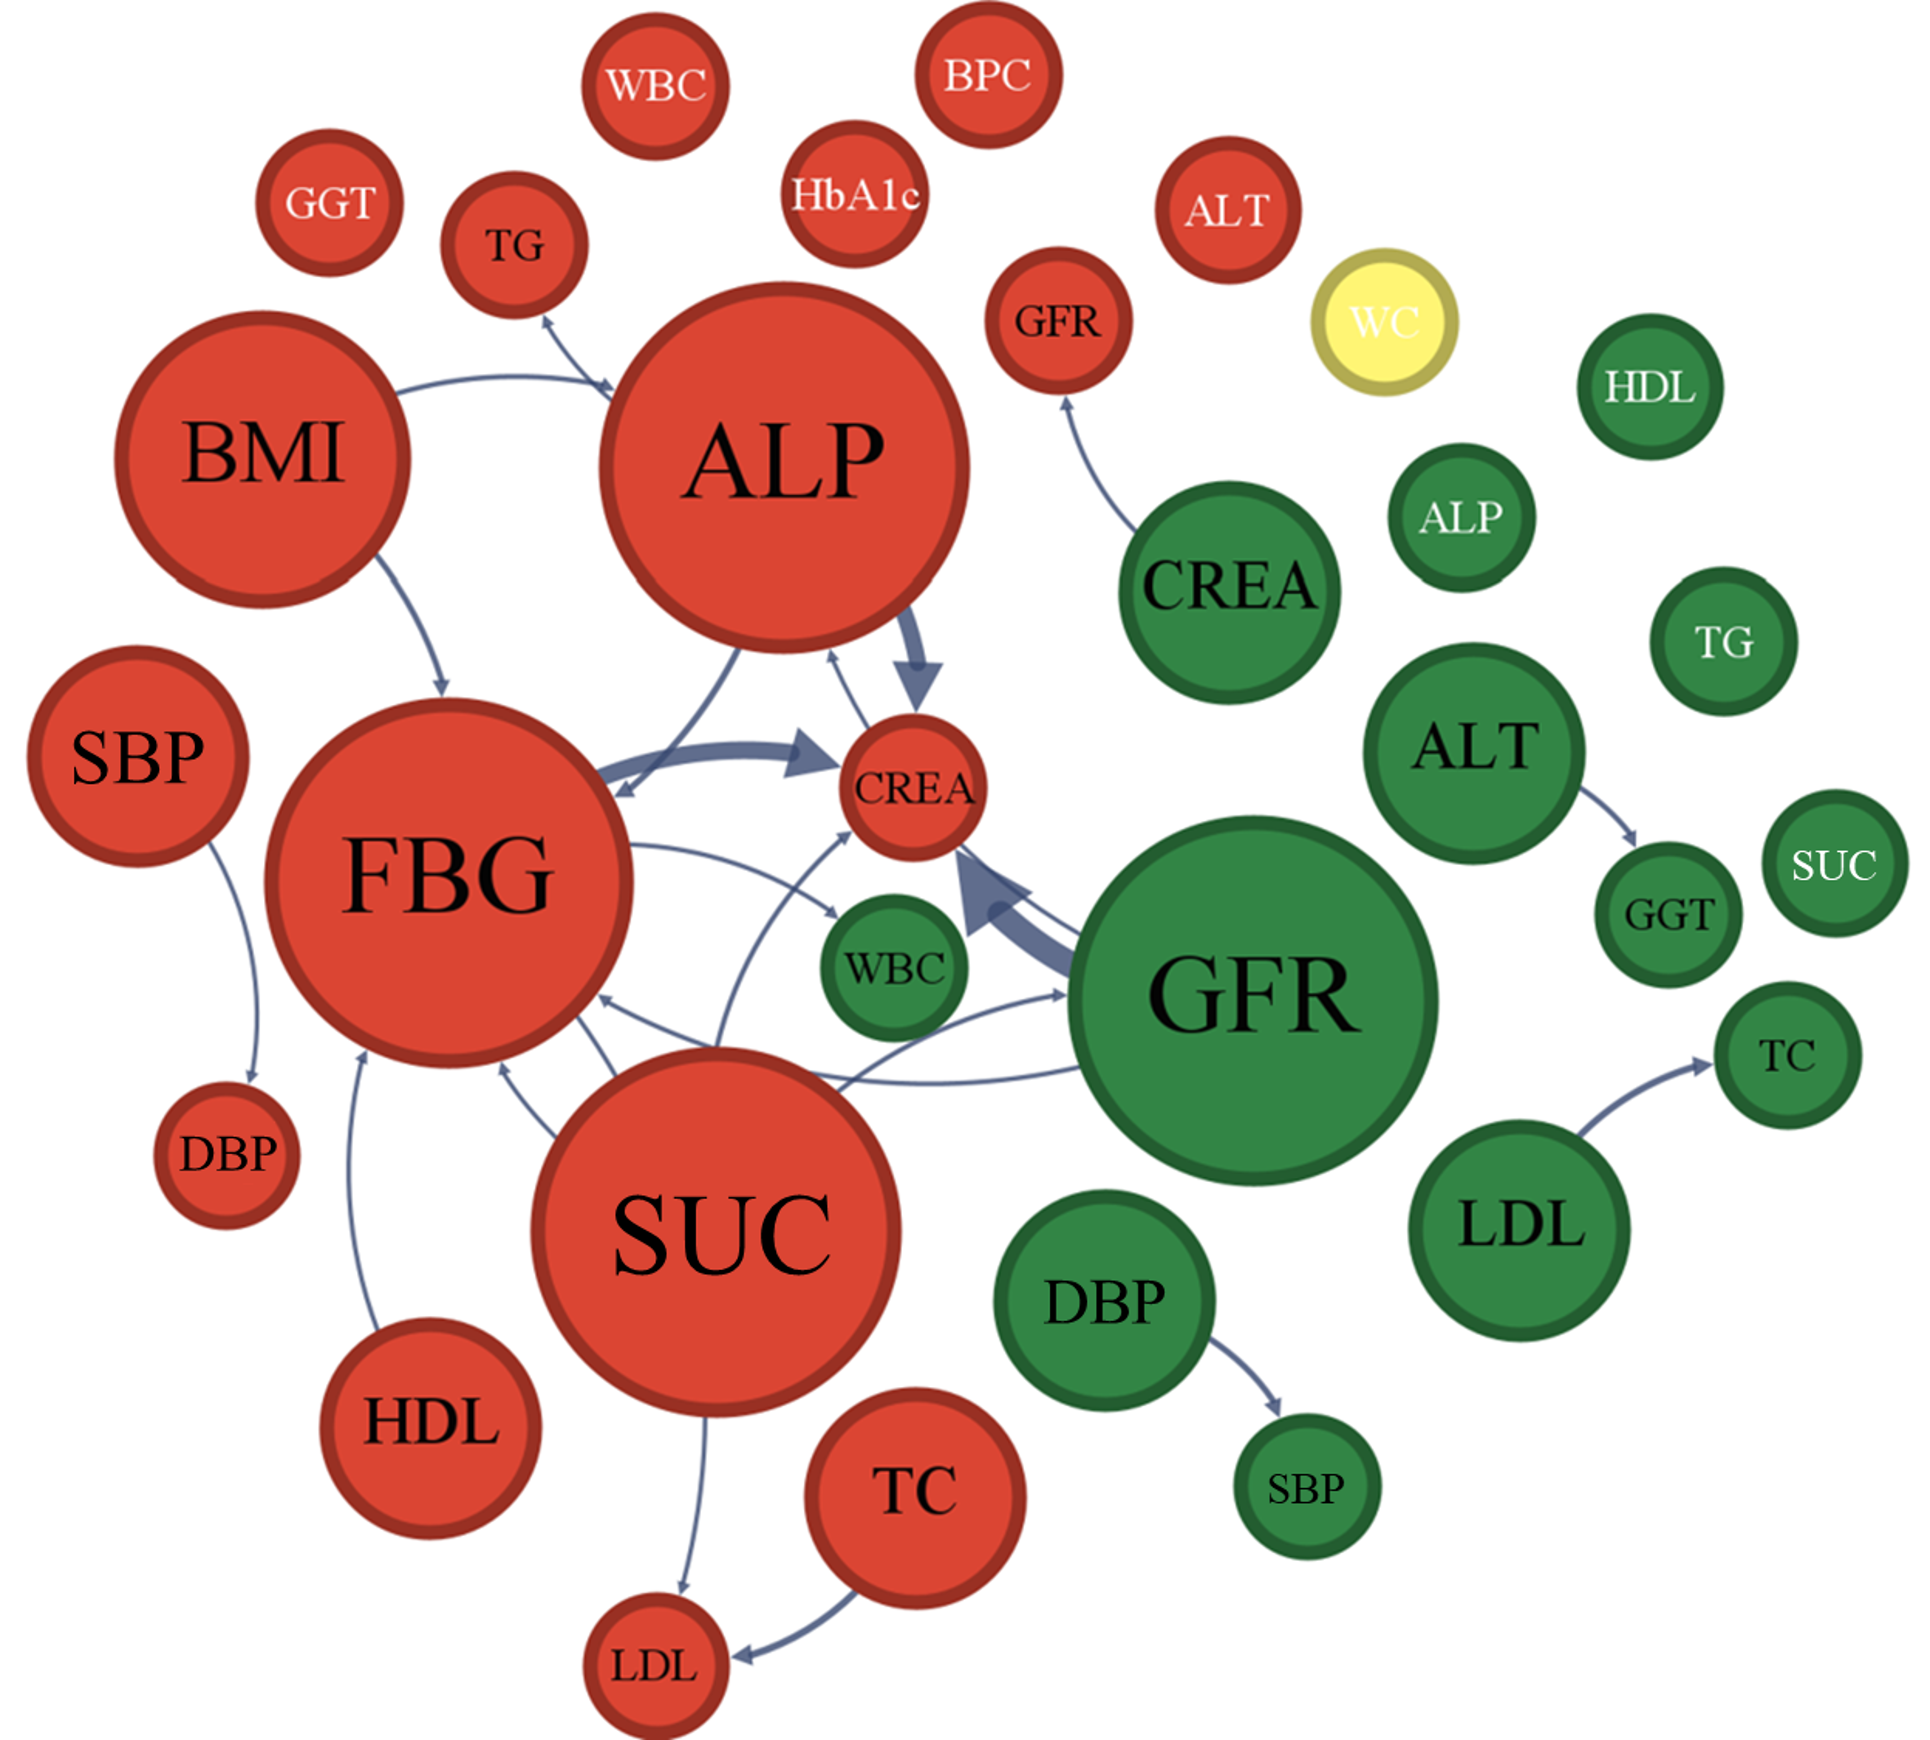 BPC
WBC
HbA1c
GGT
ALT
TG
GFR
WC
HDL
BMI
ALP
ALP
CREA
TG
SBP
ALT
CREA
FBG
SUC
GGT
WBC
GFR
TC
DBP
SUC
LDL
DBP
HDL
TC
SBP
LDL